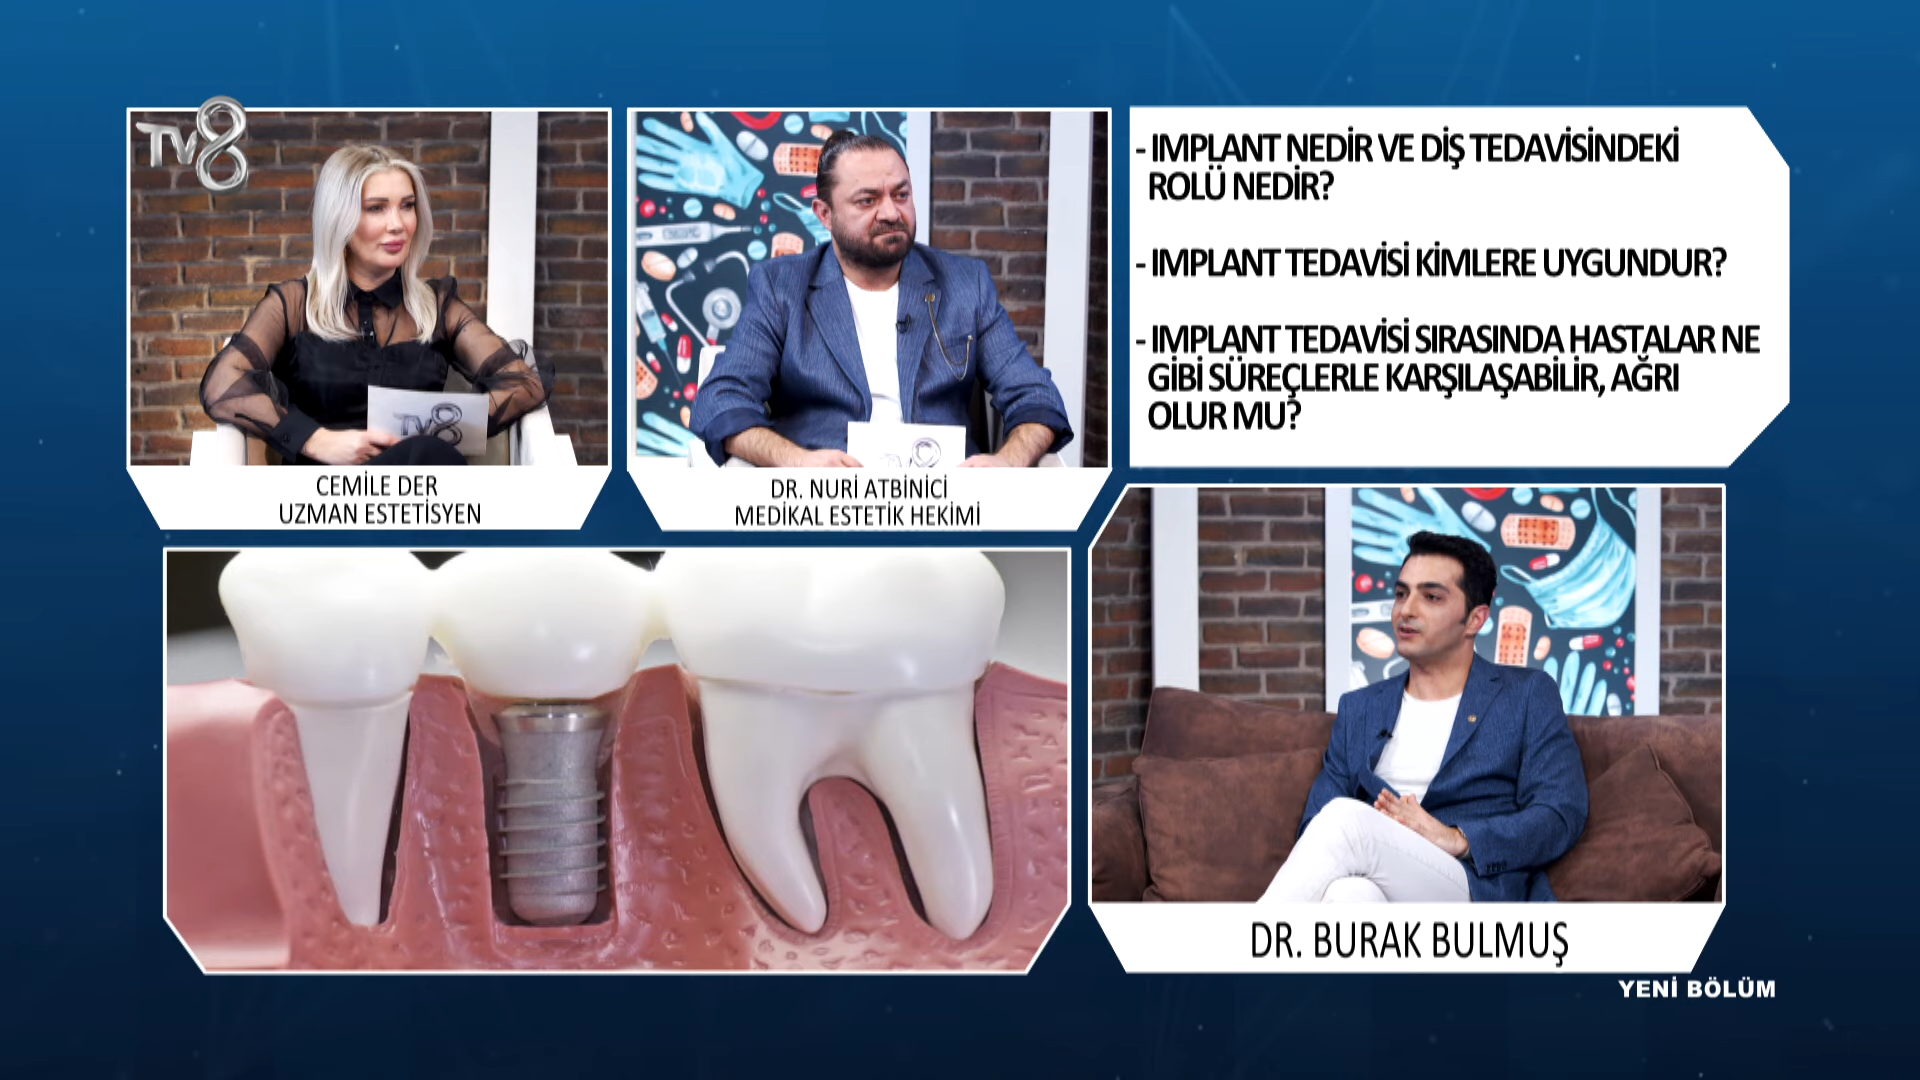 TV8
- IMPLANT NEDİR VE DİŞ TEDAVİSİNDEKİ
ROLÜ NEDİR?
- IMPLANT TEDAVİSİ KİMLERE UYGUNDUR?
- IMPLANT TEDAVİSİ SIRASINDA HASTALAR NE
GİBİ SÜREÇLERLE KARŞILAŞABİLİR, AĞRI
OLUR MU?
TV8
TV8
CEMİLE DER
UZMAN ESTETİSYEN
DR. NURİ ATBİNİCİ
MEDİKAL ESTETİK HEKİMİ
DR. BURAK BULMUŞ
YENİ BÖLÜM